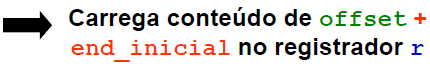 Carrega conteúdo de offset +
end_inicial no registrador r